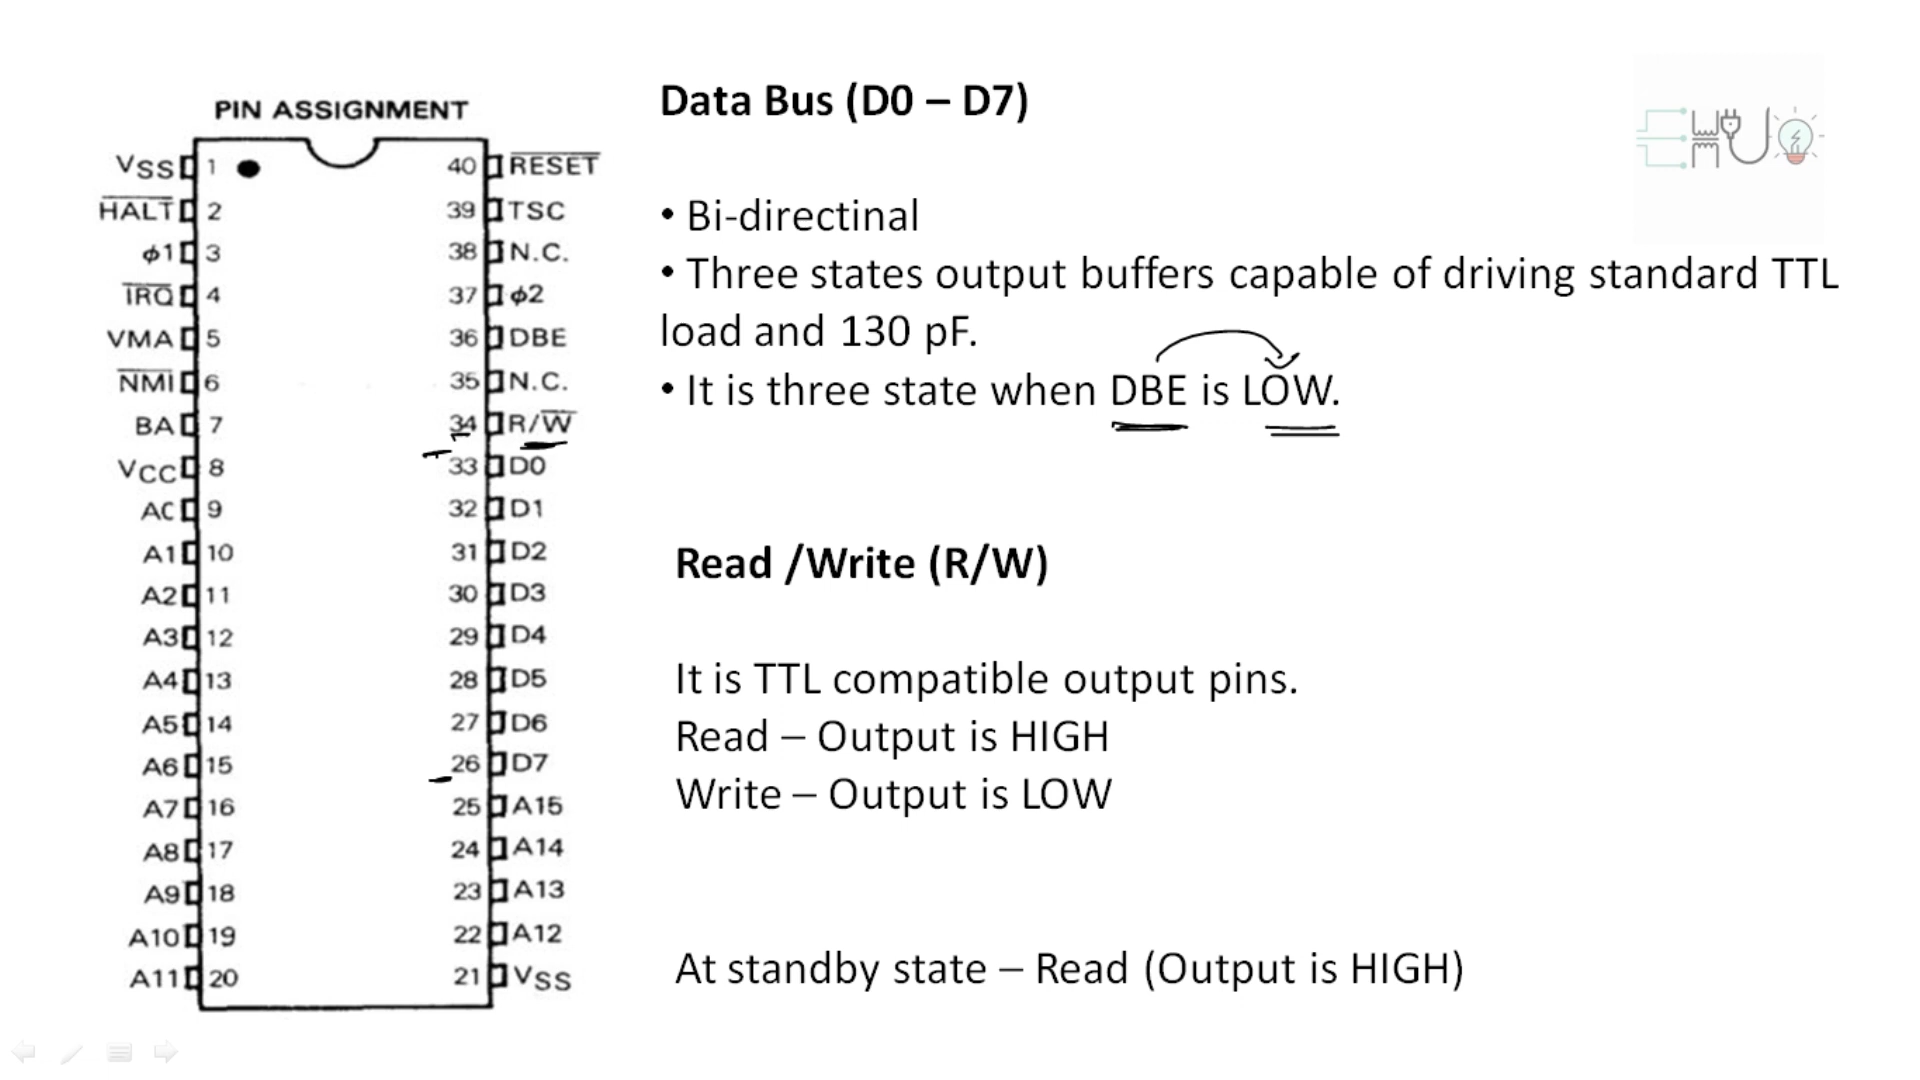 PIN ASSIGNMENT
VSS 1 40 RESET
HALT 2 39 TSC
ϕ1 3 38 N.C.
IRQ 4 37 ϕ2
VMA 5 36 DBE
NMI 6 35 N.C.
BA 7 34 R/W
VCC 8 33 D0
AC 9 32 D1
A1 10 31 D2
A2 11 30 D3
A3 12 29 D4
A4 13 28 D5
A5 14 27 D6
A6 15 26 D7
A7 16 25 A15
A8 17 24 A14
A9 18 23 A13
A10 19 22 A12
A11 20 21 VSS
Data Bus (D0 – D7)
• Bi-directinal
• Three states output buffers capable of driving standard TTL
load and 130 pF.
• It is three state when DBE is LOW.
Read /Write (R/W)
It is TTL compatible output pins.
Read – Output is HIGH
Write – Output is LOW
At standby state – Read (Output is HIGH)